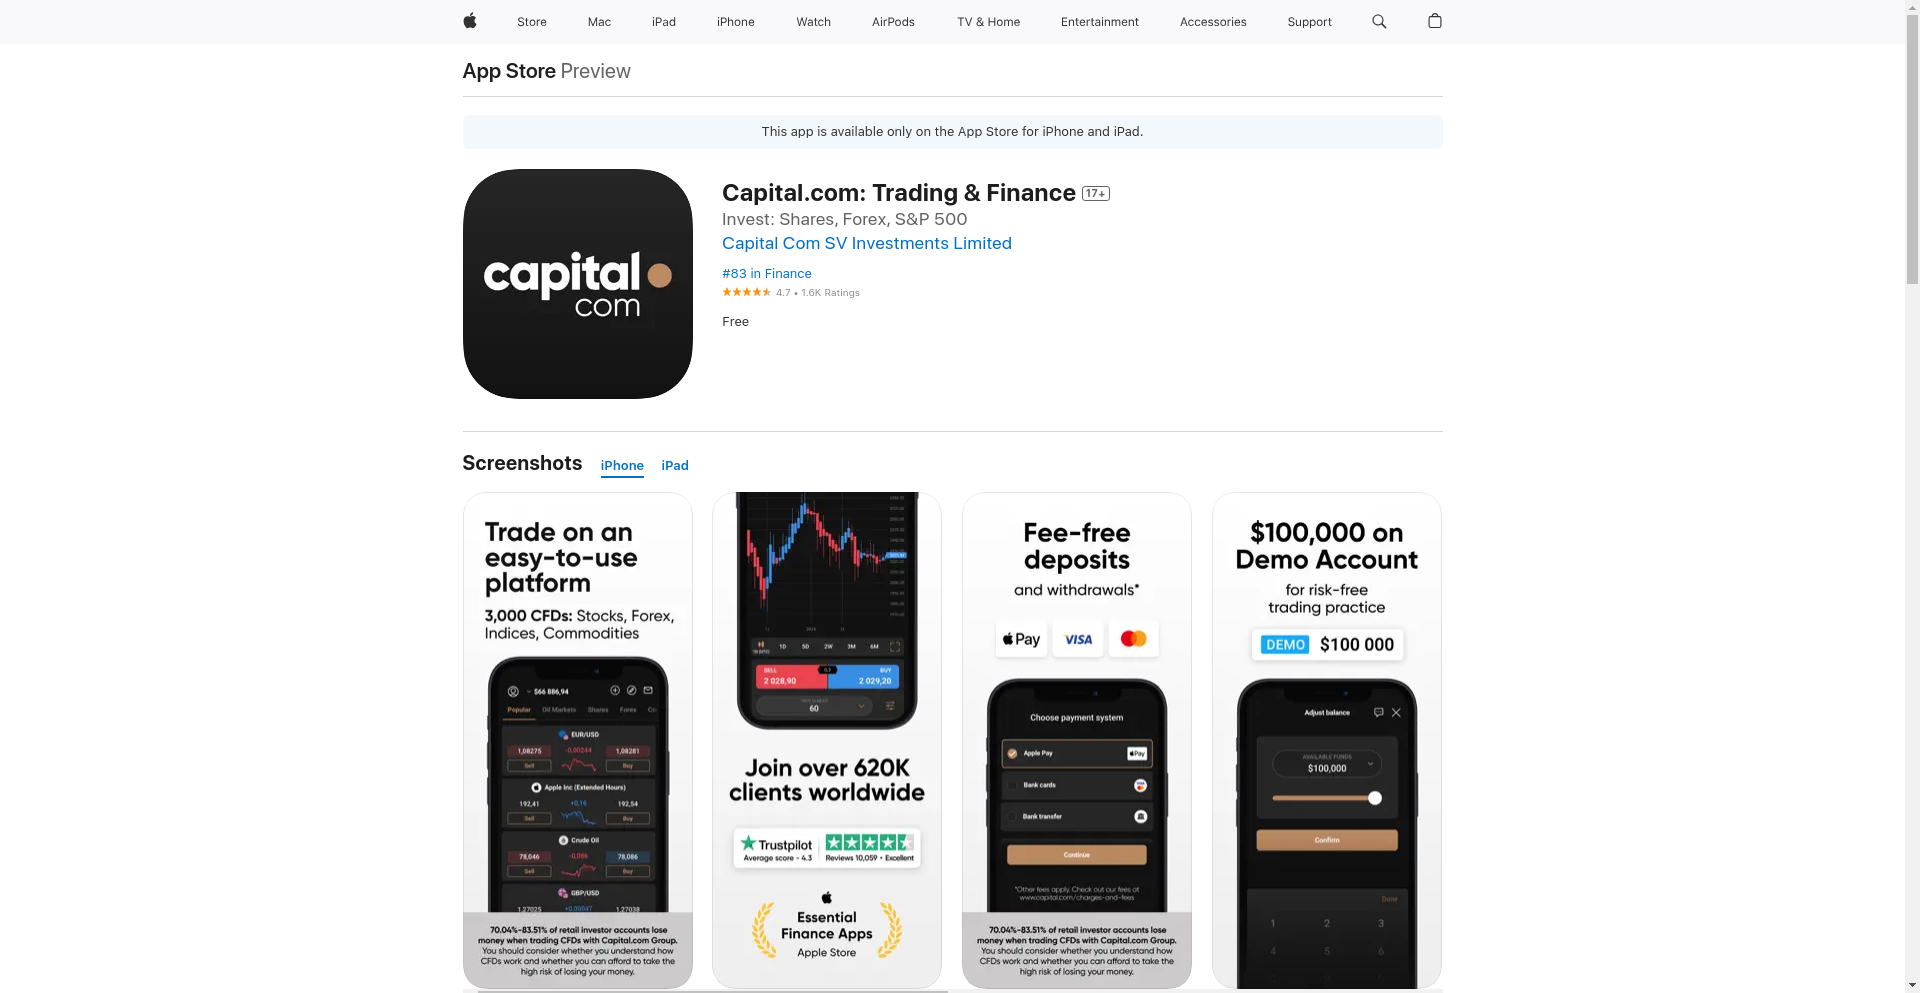 Store Mac iPad iPhone Watch AirPods TV & Home Entertainment Accessories Support
App Store Preview
This app is available only on the App Store for iPhone and iPad.
capital
com
Capital.com: Trading & Finance 17+
Invest: Shares, Forex, S&P 500
Capital Com SV Investments Limited
#83 in Finance
4.7 • 1.6K Ratings
Free
Screenshots iPhone iPad
Trade on an
easy-to-use
platform
3,000 CFDs: Stocks, Forex,
Indices, Commodities
$66 886,94
Popular Oil Markets Shares Forex Co
EUR/USD
1,08275 -0,00244 1,08281
Sell Buy
Apple Inc (Extended Hours)
192,41 +0,16 192,54
Sell Buy
Crude Oil
78,046 -0,086 78,086
Sell Buy
GBP/USD
1,27025 +0,00047 1,27038
70.04%-83.51% of retail investor accounts lose
money when trading CFDs with Capital.com Group.
You should consider whether you understand how
CFDs work and whether you can afford to take the
high risk of losing your money.
1D 5D 2W 3M 6M
SELL BUY
2 028,90 2 029,20
60
Join over 620K
clients worldwide
Trustpilot
Average score - 4.3 Reviews 10,059 • Excellent
Essential
Finance Apps
Apple Store
Fee-free
deposits
and withdrawals*
Pay VISA
Choose payment system
Apple Pay Pay
Bank cards
Bank transfer
Continue
*Other fees apply. Check out our fees at
www.capital.com/charges-and-fees
70.04%-83.51% of retail investor accounts lose
money when trading CFDs with Capital.com Group.
You should consider whether you understand how
CFDs work and whether you can afford to take the
high risk of losing your money.
$100,000 on
Demo Account
for risk-free
trading practice
DEMO $100 000
Adjust balance
AVAILABLE FUNDS
$100,000
Confirm
Done
1 2 3
4 5 6